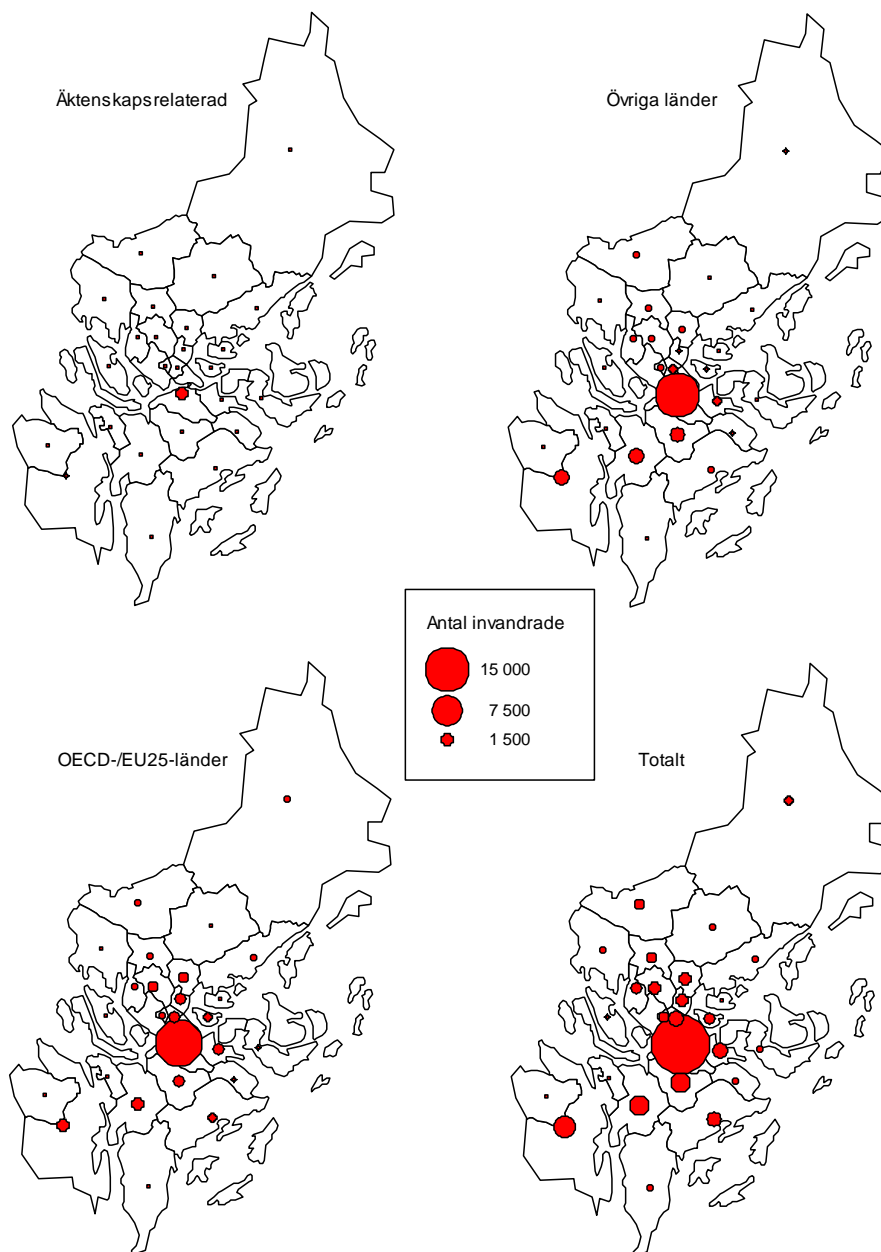 Äktenskapsrelaterad
Övriga länder
Antal invandrade
15 000
7 500
1 500
OECD-/EU25-länder
Totalt